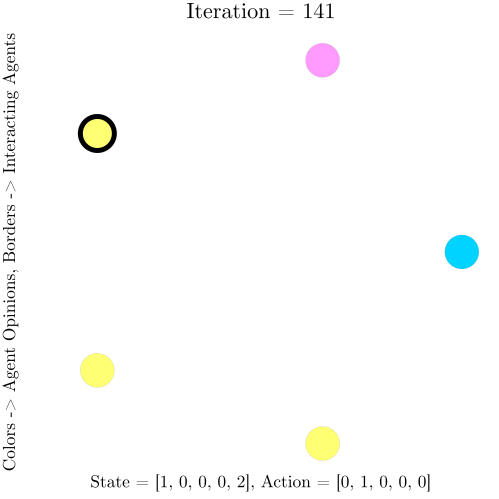 Iteration = 141
Colors -> Agent Opinions, Borders -> Interacting Agents
State = [1, 0, 0, 0, 2], Action = [0, 1, 0, 0, 0]